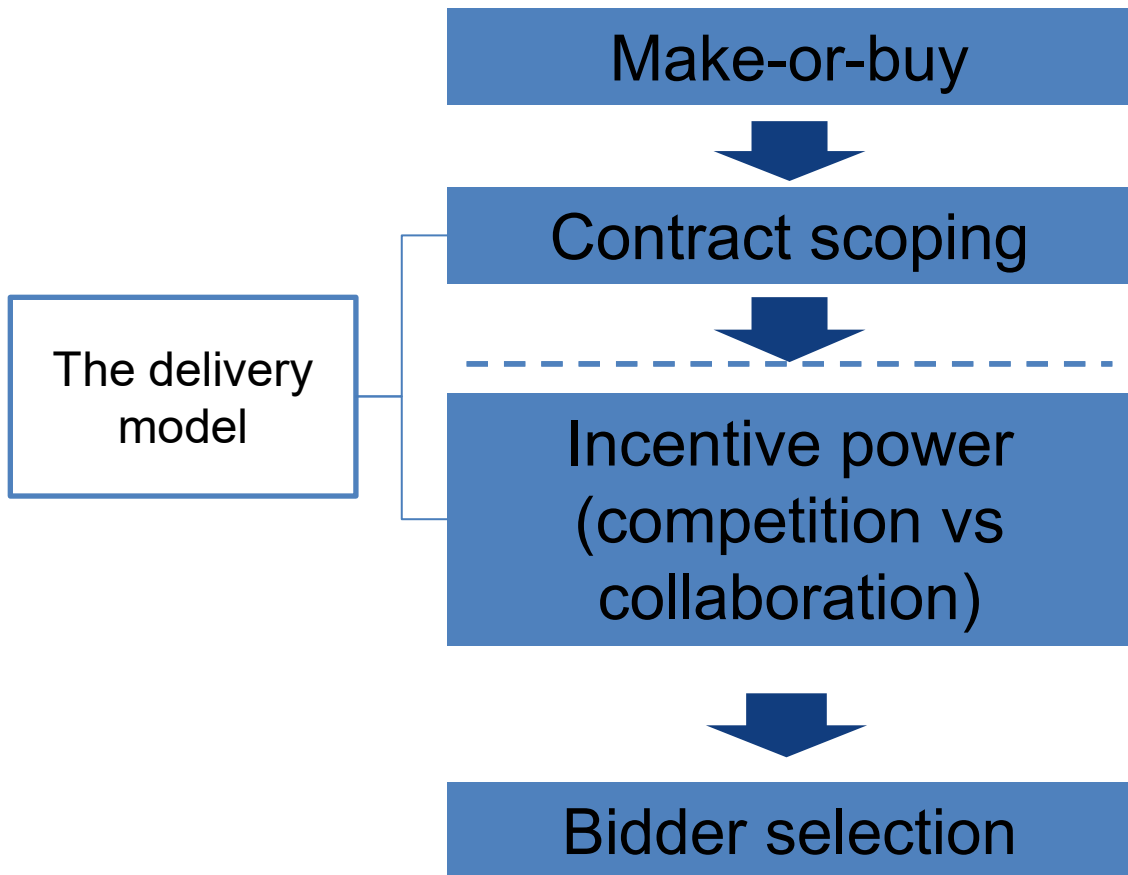 Make-or-buy
Contract scoping
The delivery
model
Incentive power
(competition vs
collaboration)
Bidder selection